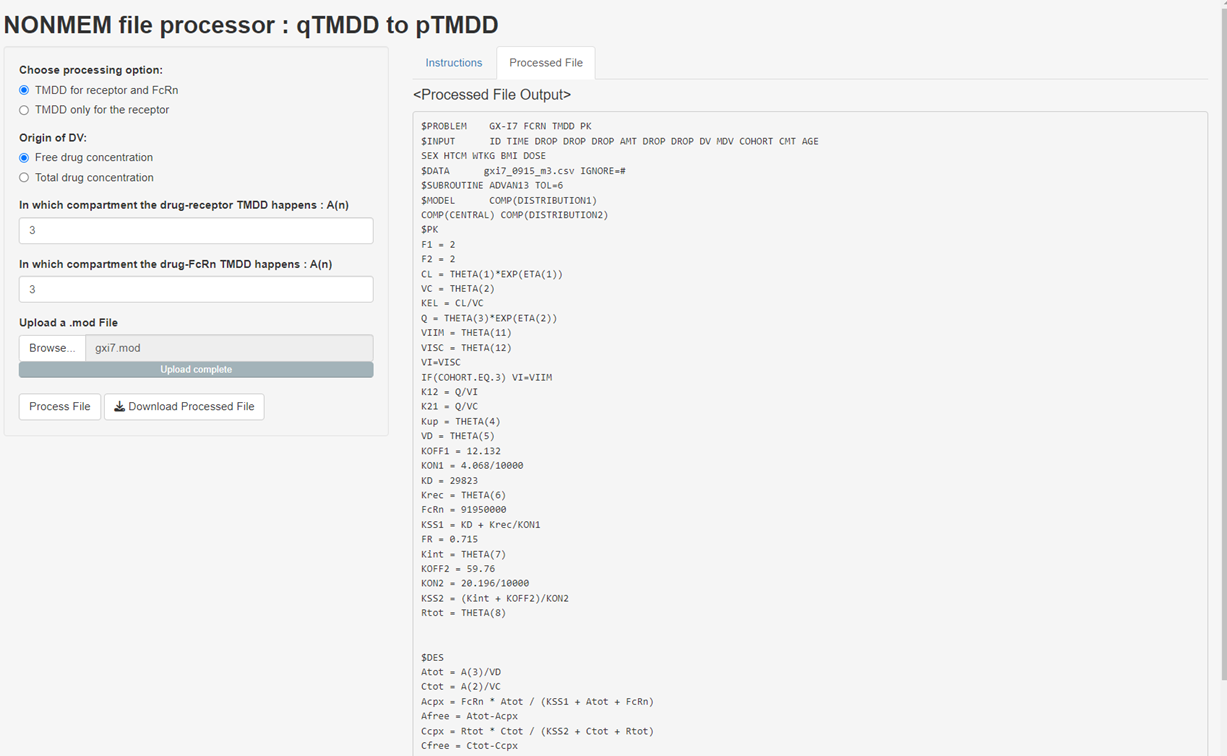 NONMEM file processor : qTMDD to pTMDD
Choose processing option:
TMDD for receptor and FcRn
TMDD only for the receptor
Origin of DV:
Free drug concentration
Total drug concentration
In which compartment the drug-receptor TMDD happens : A(n)
3
In which compartment the drug-FcRn TMDD happens : A(n)
3
Upload a .mod File
Browse... gxi7.mod
Upload complete
Process File Download Processed File
Instructions Processed File
<Processed File Output>
$PROBLEM    GX-I7 FCRN TMDD PK
$INPUT      ID TIME DROP DROP DROP AMT DROP DROP DV MDV COHORT CMT AGE
SEX HTCM WTKG BMI DOSE
$DATA      gxi7_0915_m3.csv IGNORE=#
$SUBROUTINE ADVAN13 TOL=6
$MODEL      COMP(DISTRIBUTION1)
COMP(CENTRAL) COMP(DISTRIBUTION2)
$PK
F1 = 2
F2 = 2
CL = THETA(1)*EXP(ETA(1))
VC = THETA(2)
KEL = CL/VC
Q = THETA(3)*EXP(ETA(2))
VIIM = THETA(11)
VISC = THETA(12)
VI=VISC
IF(COHORT.EQ.3) VI=VIIM
K12 = Q/VI
K21 = Q/VC
Kup = THETA(4)
VD = THETA(5)
KOFF1 = 12.132
KON1 = 4.068/10000
KD = 29823
Krec = THETA(6)
FcRn = 91950000
KSS1 = KD + Krec/KON1
FR = 0.715
Kint = THETA(7)
KOFF2 = 59.76
KON2 = 20.196/10000
KSS2 = (Kint + KOFF2)/KON2
Rtot = THETA(8)
$DES
Atot = A(3)/VD
Ctot = A(2)/VC
Acpx = FcRn * Atot / (KSS1 + Atot + FcRn)
Afree = Atot-Acpx
Ccpx = Rtot * Ctot / (KSS2 + Ctot + Rtot)
Cfree = Ctot-Ccpx